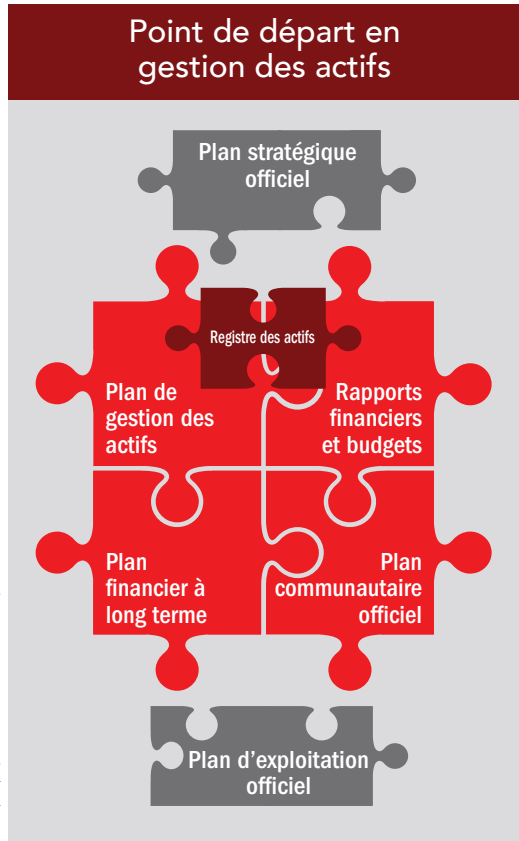 Point de départ en
gestion des actifs
Plan stratégique
officiel
Registre des actifs
Plan de
gestion des
actifs
Rapports
financiers
et budgets
Plan
financier à
long terme
Plan
communautaire
officiel
Plan d'exploitation
officiel